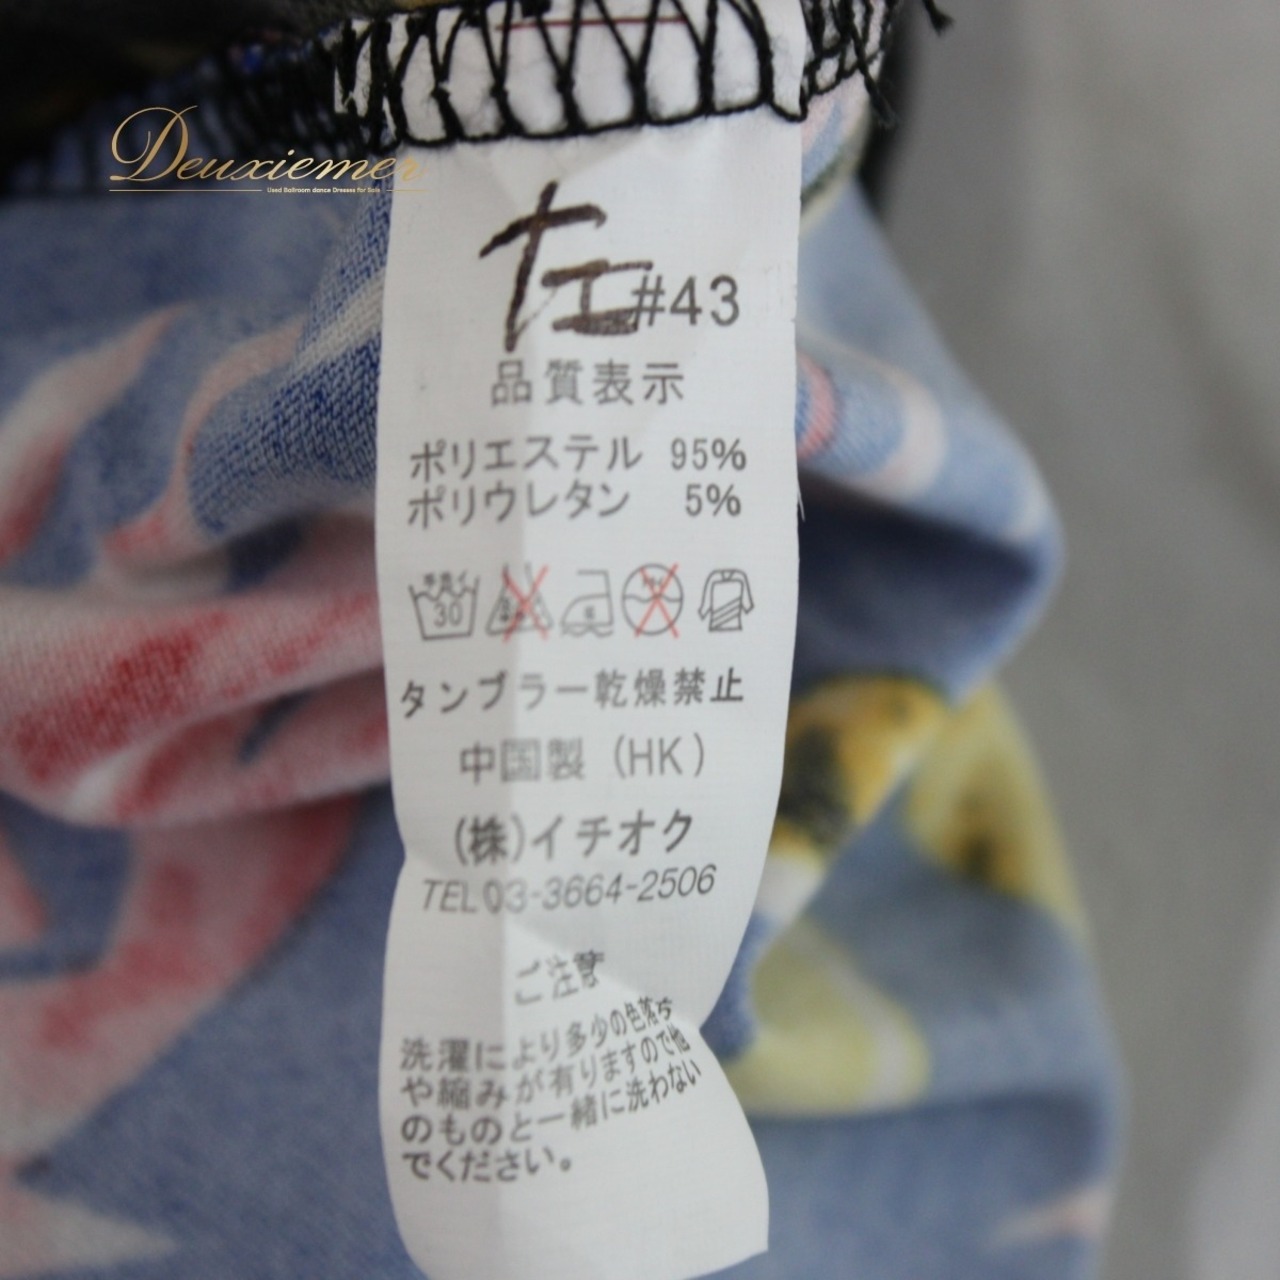 Deuxiemer
Used Ballroom dance Dresses for Sale
左
#43
品質表示
ポリエステル 95%
ポリウレタン 5%
手洗イ
30
タンブラー乾燥禁止
中国製 (HK)
(株)イチオク
TEL 03-3664-2506
ご注意
洗濯により多少の色落ち
や縮みが有りますので他
のものと一緒に洗わない
でください。